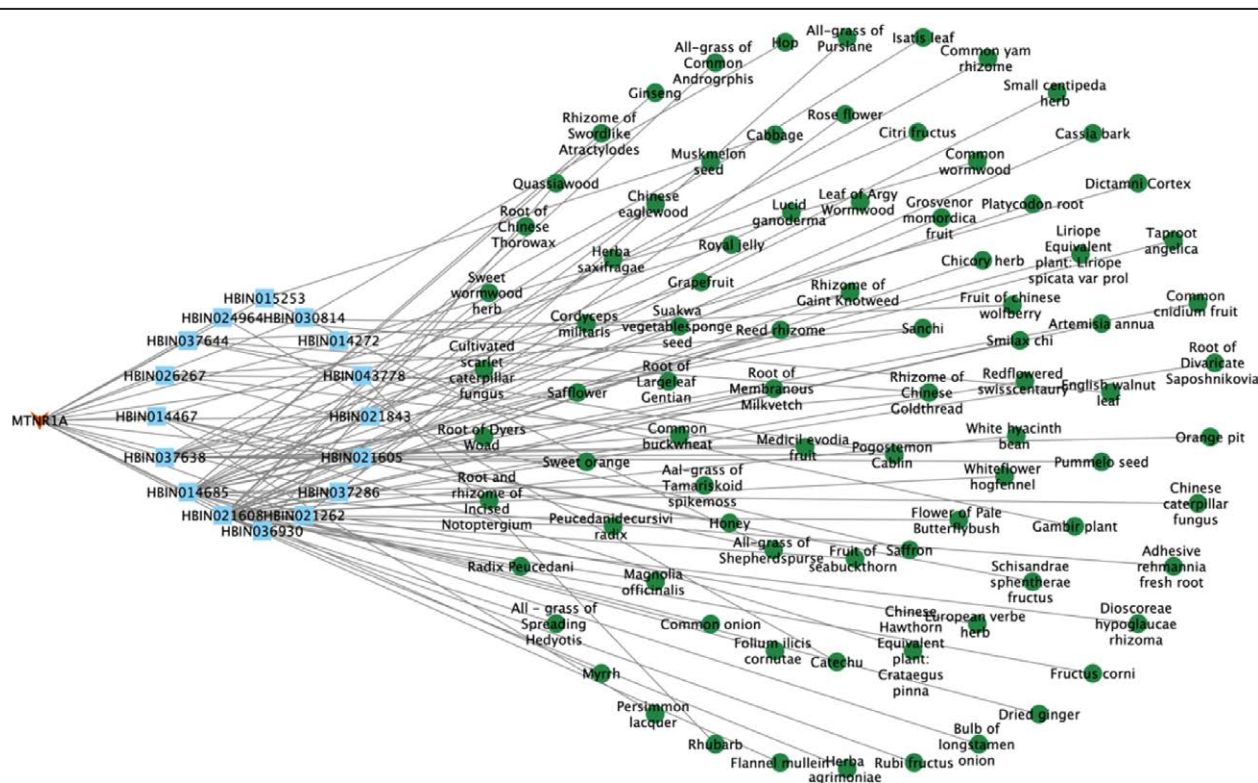 MTNR1A
HBIN015253
HBIN024964
HBIN030814
HBIN037644
HBIN014272
HBIN026267
HBIN043778
HBIN014467
HBIN021843
HBIN037638
HBIN021605
HBIN014685
HBIN037286
HBIN021608
HBIN021262
HBIN036930
Hop
All-grass of
Purslane
Isatis leaf
All-grass of
Common
Androgrphis
Common yam
rhizome
Ginseng
Small centipeda
herb
Rhizome of
Swordlike
Atractylodes
Rose flower
Cabbage
Citri fructus
Cassia bark
Muskmelon
seed
Common
wormwood
Quassiawood
Dictamni Cortex
Chinese
eaglewood
Lucid
ganoderma
Leaf of Argy
Wormwood
Grosvenor
momordica
fruit
Platycodon root
Root of
Chinese
Thorowax
Royal jelly
Liriope
Equivalent
plant: Liriope
spicata var prol
Taproot
angelica
Herba
saxifragae
Chicory herb
Sweet
wormwood
herb
Grapefruit
Rhizome of
Gaint Knotweed
Fruit of chinese
wolfberry
Common
cnidium fruit
Cordyceps
militaris
Suakwa
vegetablesponge
seed
Reed rhizome
Sanchi
Smilax chi
Artemisia annua
Cultivated
scarlet
caterpillar
fungus
Root of
Divaricate
Saposhnikovia
Safflower
Root of
Largeleaf
Gentian
Root of
Membranous
Milkvetch
Rhizome of
Chinese
Goldthread
Redflowered
swisscentaury
English walnut
leaf
Root of Dyers
Woad
Common
buckwheat
Medicil evodia
fruit
Pogostemon
Cablin
White hyacinth
bean
Orange pit
Sweet orange
Pummelo seed
Root and
rhizome of
Incised
Notoptergium
Aal-grass of
Tamariskoid
spikemoss
Whiteflower
hogfennel
Chinese
caterpillar
fungus
Peucedanidecursivi
radix
Honey
Flower of Pale
Butterflybush
Gambir plant
All-grass of
Shepherdspurse
Fruit of
seabuckthorn
Saffron
Radix Peucedani
Magnolia
officinalis
Schisandrae
sphentherae
fructus
Adhesive
rehmannia
fresh root
All - grass of
Spreading
Hedyotis
Common onion
Chinese
Hawthorn
Equivalent
plant:
Crataegus
pinna
European verbe
herb
Dioscoreae
hypoglaucae
rhizoma
Folium ilicis
cornutae
Catechu
Myrrh
Fructus corni
Persimmon
lacquer
Dried ginger
Rhubarb
Bulb of
longstamen
onion
Flannel mullein
Herba
agrimoniae
Rubi fructus